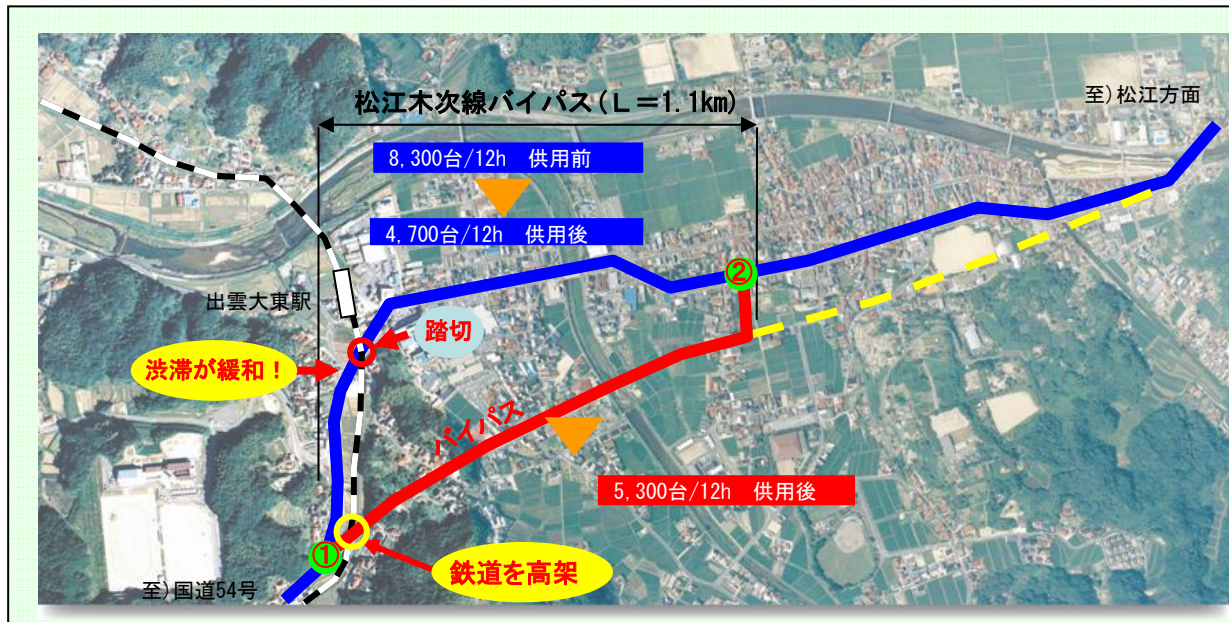 松江木次線バイパス(L=1.1km)
至)松江方面
8,300台/12h 供用前
4,700台/12h 供用後
②
出雲大東駅
踏切
渋滞が緩和!
バイパス
5,300台/12h 供用後
①
鉄道を高架
至)国道54号